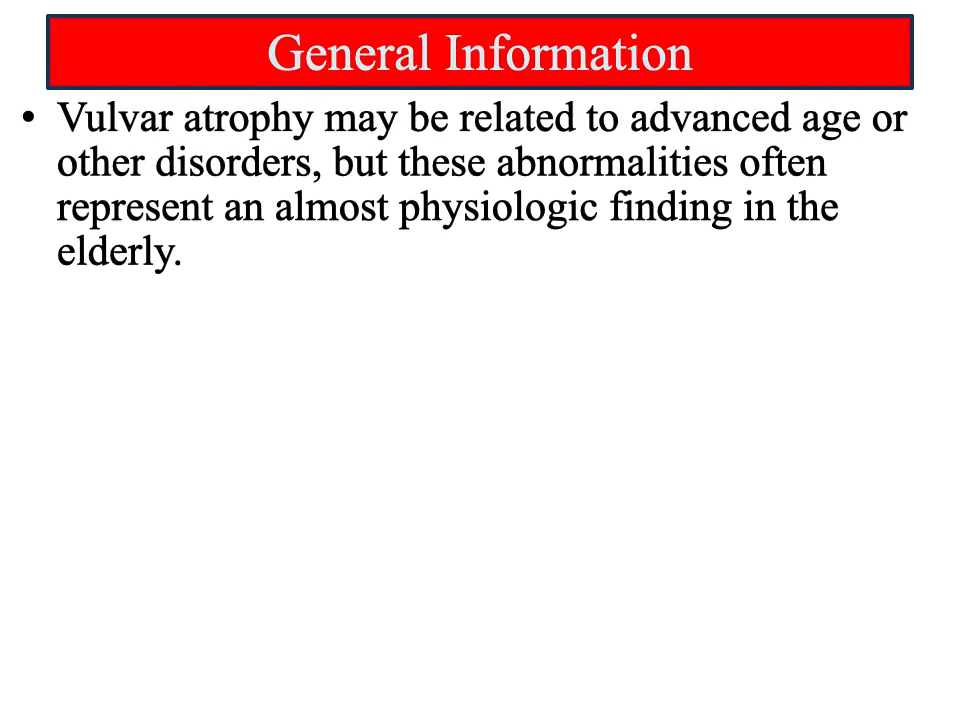 General Information
• Vulvar atrophy may be related to advanced age or
other disorders, but these abnormalities often
represent an almost physiologic finding in the
elderly.